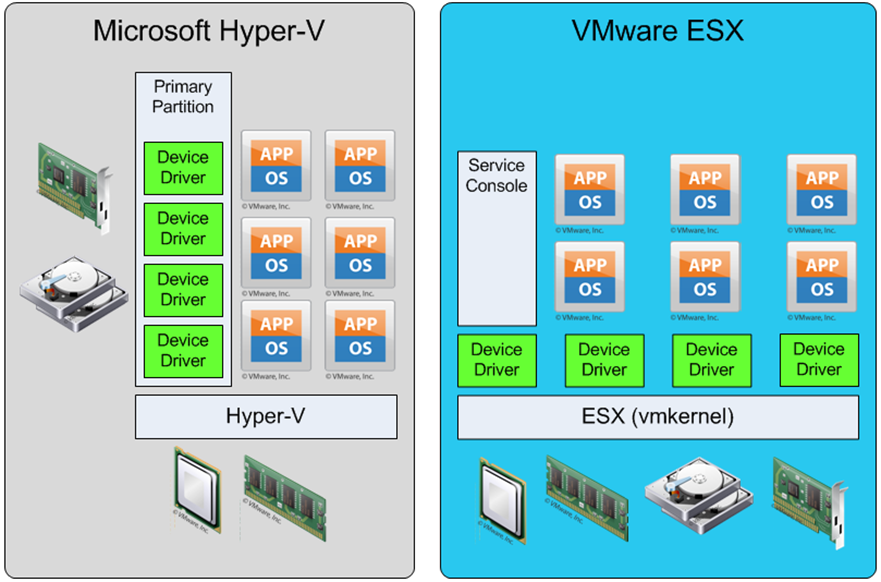 Microsoft Hyper-V
Primary
Partition
Device
Driver
Device
Driver
Device
Driver
Device
Driver
APP
OS
© VMware, Inc.
APP
OS
© VMware, Inc.
APP
OS
© VMware, Inc.
APP
OS
© VMware, Inc.
APP
OS
© VMware, Inc.
APP
OS
© VMware, Inc.
Hyper-V
© VMware, Inc.
© VMware, Inc.
VMware ESX
Service
Console
APP
OS
© VMware, Inc.
APP
OS
© VMware, Inc.
APP
OS
© VMware, Inc.
APP
OS
© VMware, Inc.
APP
OS
© VMware, Inc.
APP
OS
© VMware, Inc.
Device
Driver
Device
Driver
Device
Driver
Device
Driver
ESX (vmkernel)
© VMware, Inc.
© VMware, Inc.